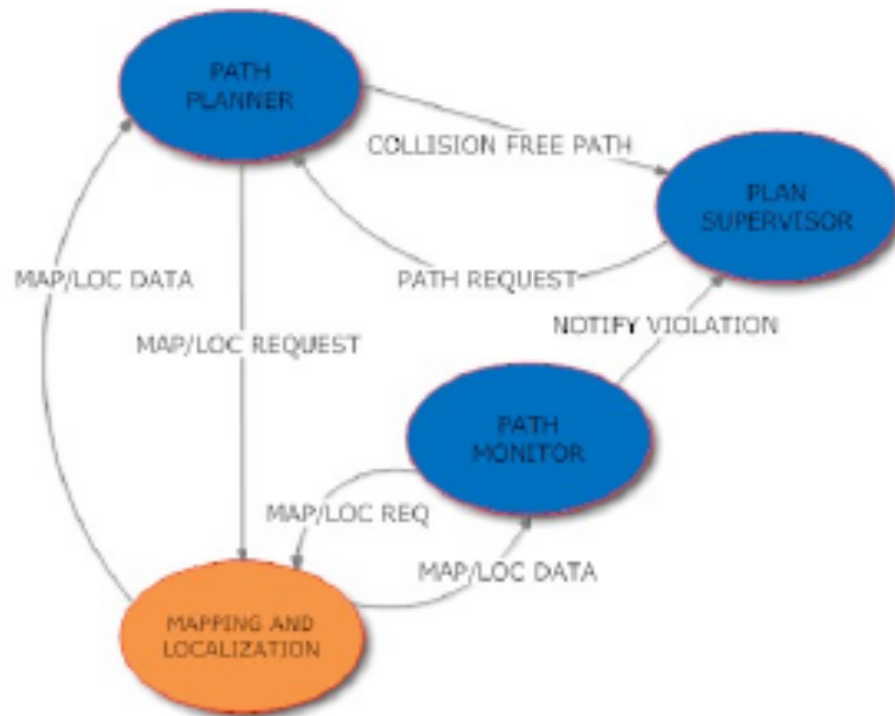 PATH
PLANNER
COLLISION FREE PATH
PLAN
SUPERVISOR
MAP/LOC DATA
PATH REQUEST
NOTIFY VIOLATION
MAP/LOC REQUEST
PATH
MONITOR
MAP/LOC REQ
MAP/LOC DATA
MAPPING AND
LOCALIZATION